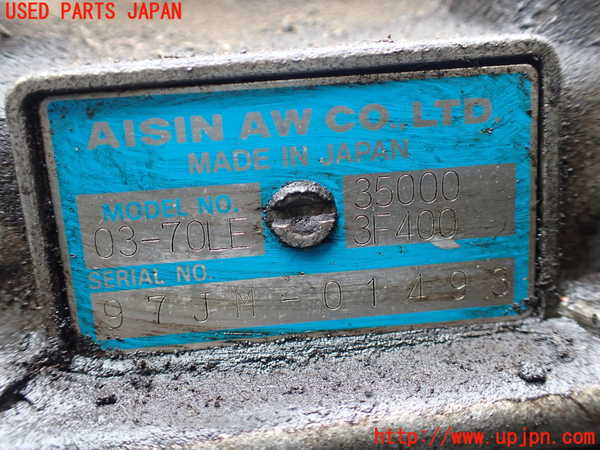 USED PARTS JAPAN
AISIN AW CO., LTD.
MADE IN JAPAN
MODEL NO. 35000
03-70LE 3F400
SERIAL NO.
97JM-01493
http://www.upjpn.com/